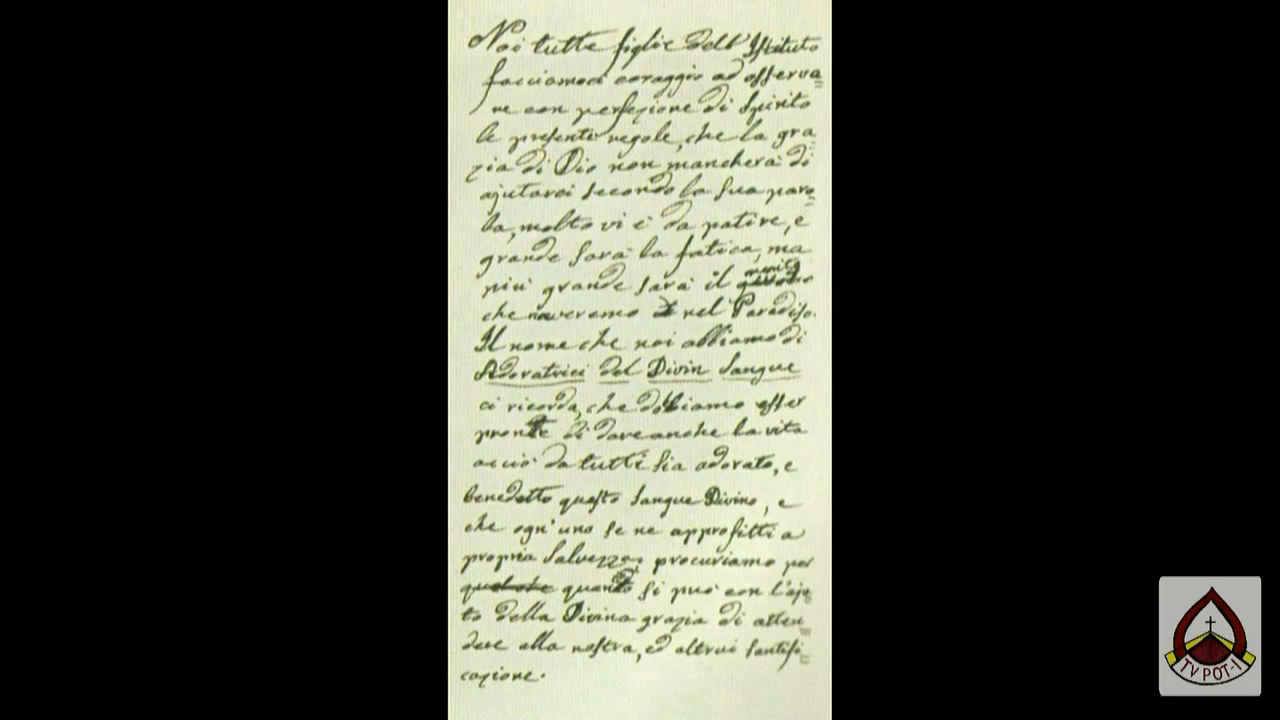 Noi tutte figlie dell'Istituto
facciamoci coraggio ad osserva=
re con perfezione di Spirito
le presenti regole, che la gra=
zia di Dio non mancherà di
ajutarci secondo la sua paro=
la, molto vi è da patire, e
grande sarà la fatica, ma
più grande sarà il merito
che averemo nel Paradiso.
Il nome che noi abbiamo di
Adoratrici del Divin Sangue
ci ricorda, che dobbiamo esser
pronte di dare anche la vita
acciò da tutti sia adorato, e
benedetto questo Sangue Divino, e
che ogn'uno se ne approfitti a
propria Salvezza; procuriamo per
quanto si può con l'aju=
to della Divina grazia di atten=
dere alla nostra, ed altrui santifi=
cazione.
TV POT-I